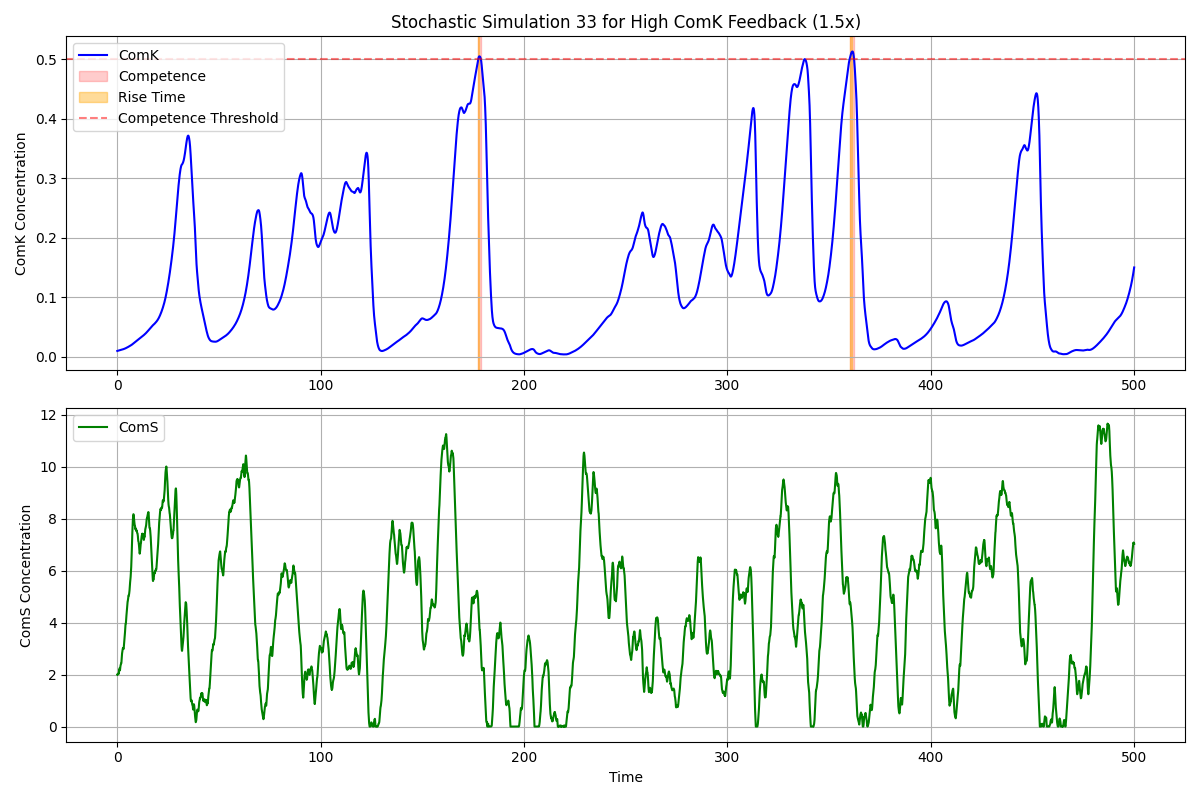 Stochastic Simulation 33 for High ComK Feedback (1.5x)
ComK
Competence
Rise Time
Competence Threshold
ComK Concentration
0.5
0.4
0.3
0.2
0.1
0.0
0 100 200 300 400 500
ComS
ComS Concentration
12
10
8
6
4
2
0
0 100 200 300 400 500
Time